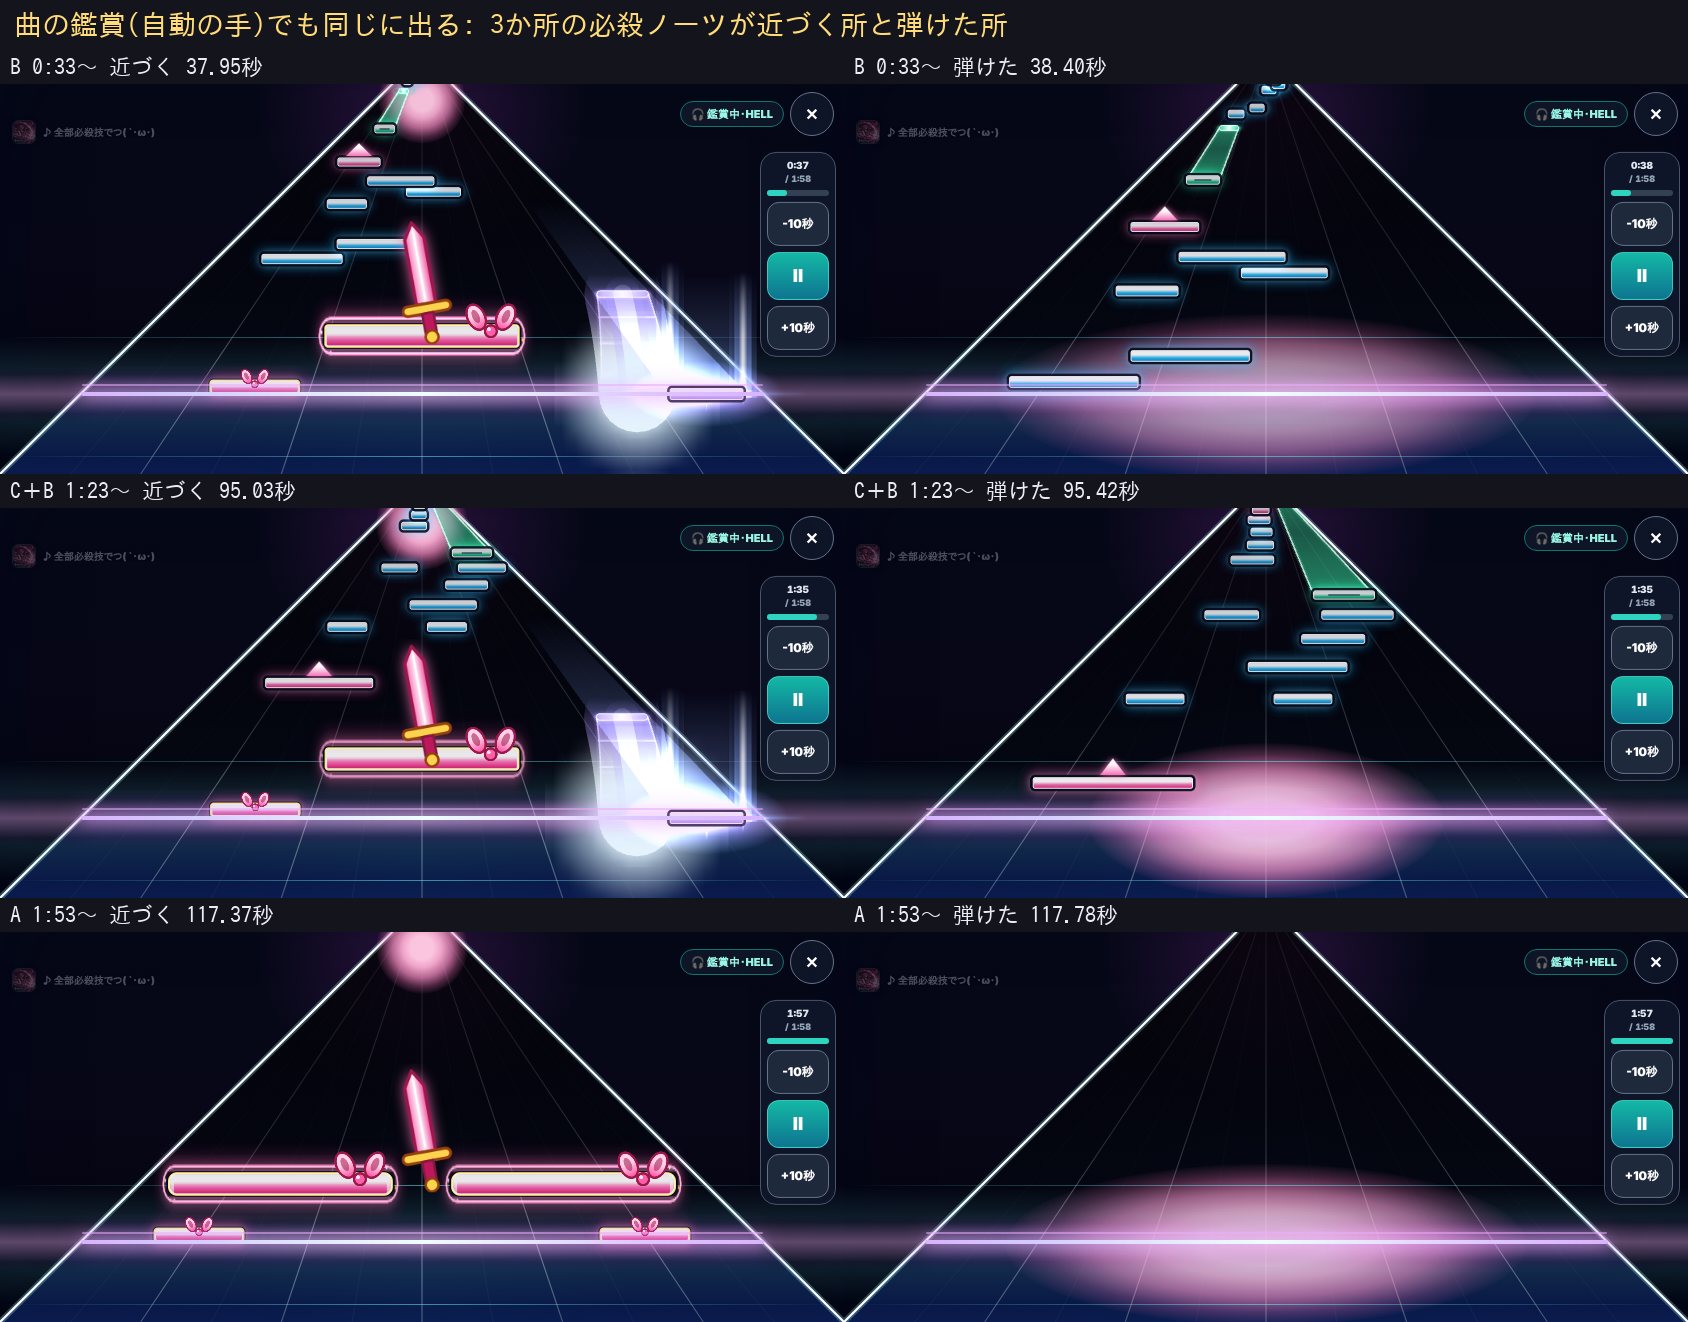 曲の鑑賞(自動の手)でも同じに出る: 3か所の必殺ノーツが近づく所と弾けた所
B 0:33～ 近づく 37.95秒
B 0:33～ 弾けた 38.40秒
♪ 全部必殺技でつ(`･ω･)
🎧 鑑賞中･HELL
×
0:37
/ 1:58
-10秒
+10秒
♪ 全部必殺技でつ(`･ω･)
🎧 鑑賞中･HELL
×
0:38
/ 1:58
-10秒
+10秒
C＋B 1:23～ 近づく 95.03秒
C＋B 1:23～ 弾けた 95.42秒
♪ 全部必殺技でつ(`･ω･)
🎧 鑑賞中･HELL
×
1:35
/ 1:58
-10秒
+10秒
♪ 全部必殺技でつ(`･ω･)
🎧 鑑賞中･HELL
×
1:35
/ 1:58
-10秒
+10秒
A 1:53～ 近づく 117.37秒
A 1:53～ 弾けた 117.78秒
♪ 全部必殺技でつ(`･ω･)
🎧 鑑賞中･HELL
×
1:57
/ 1:58
-10秒
+10秒
♪ 全部必殺技でつ(`･ω･)
🎧 鑑賞中･HELL
×
1:57
/ 1:58
-10秒
+10秒